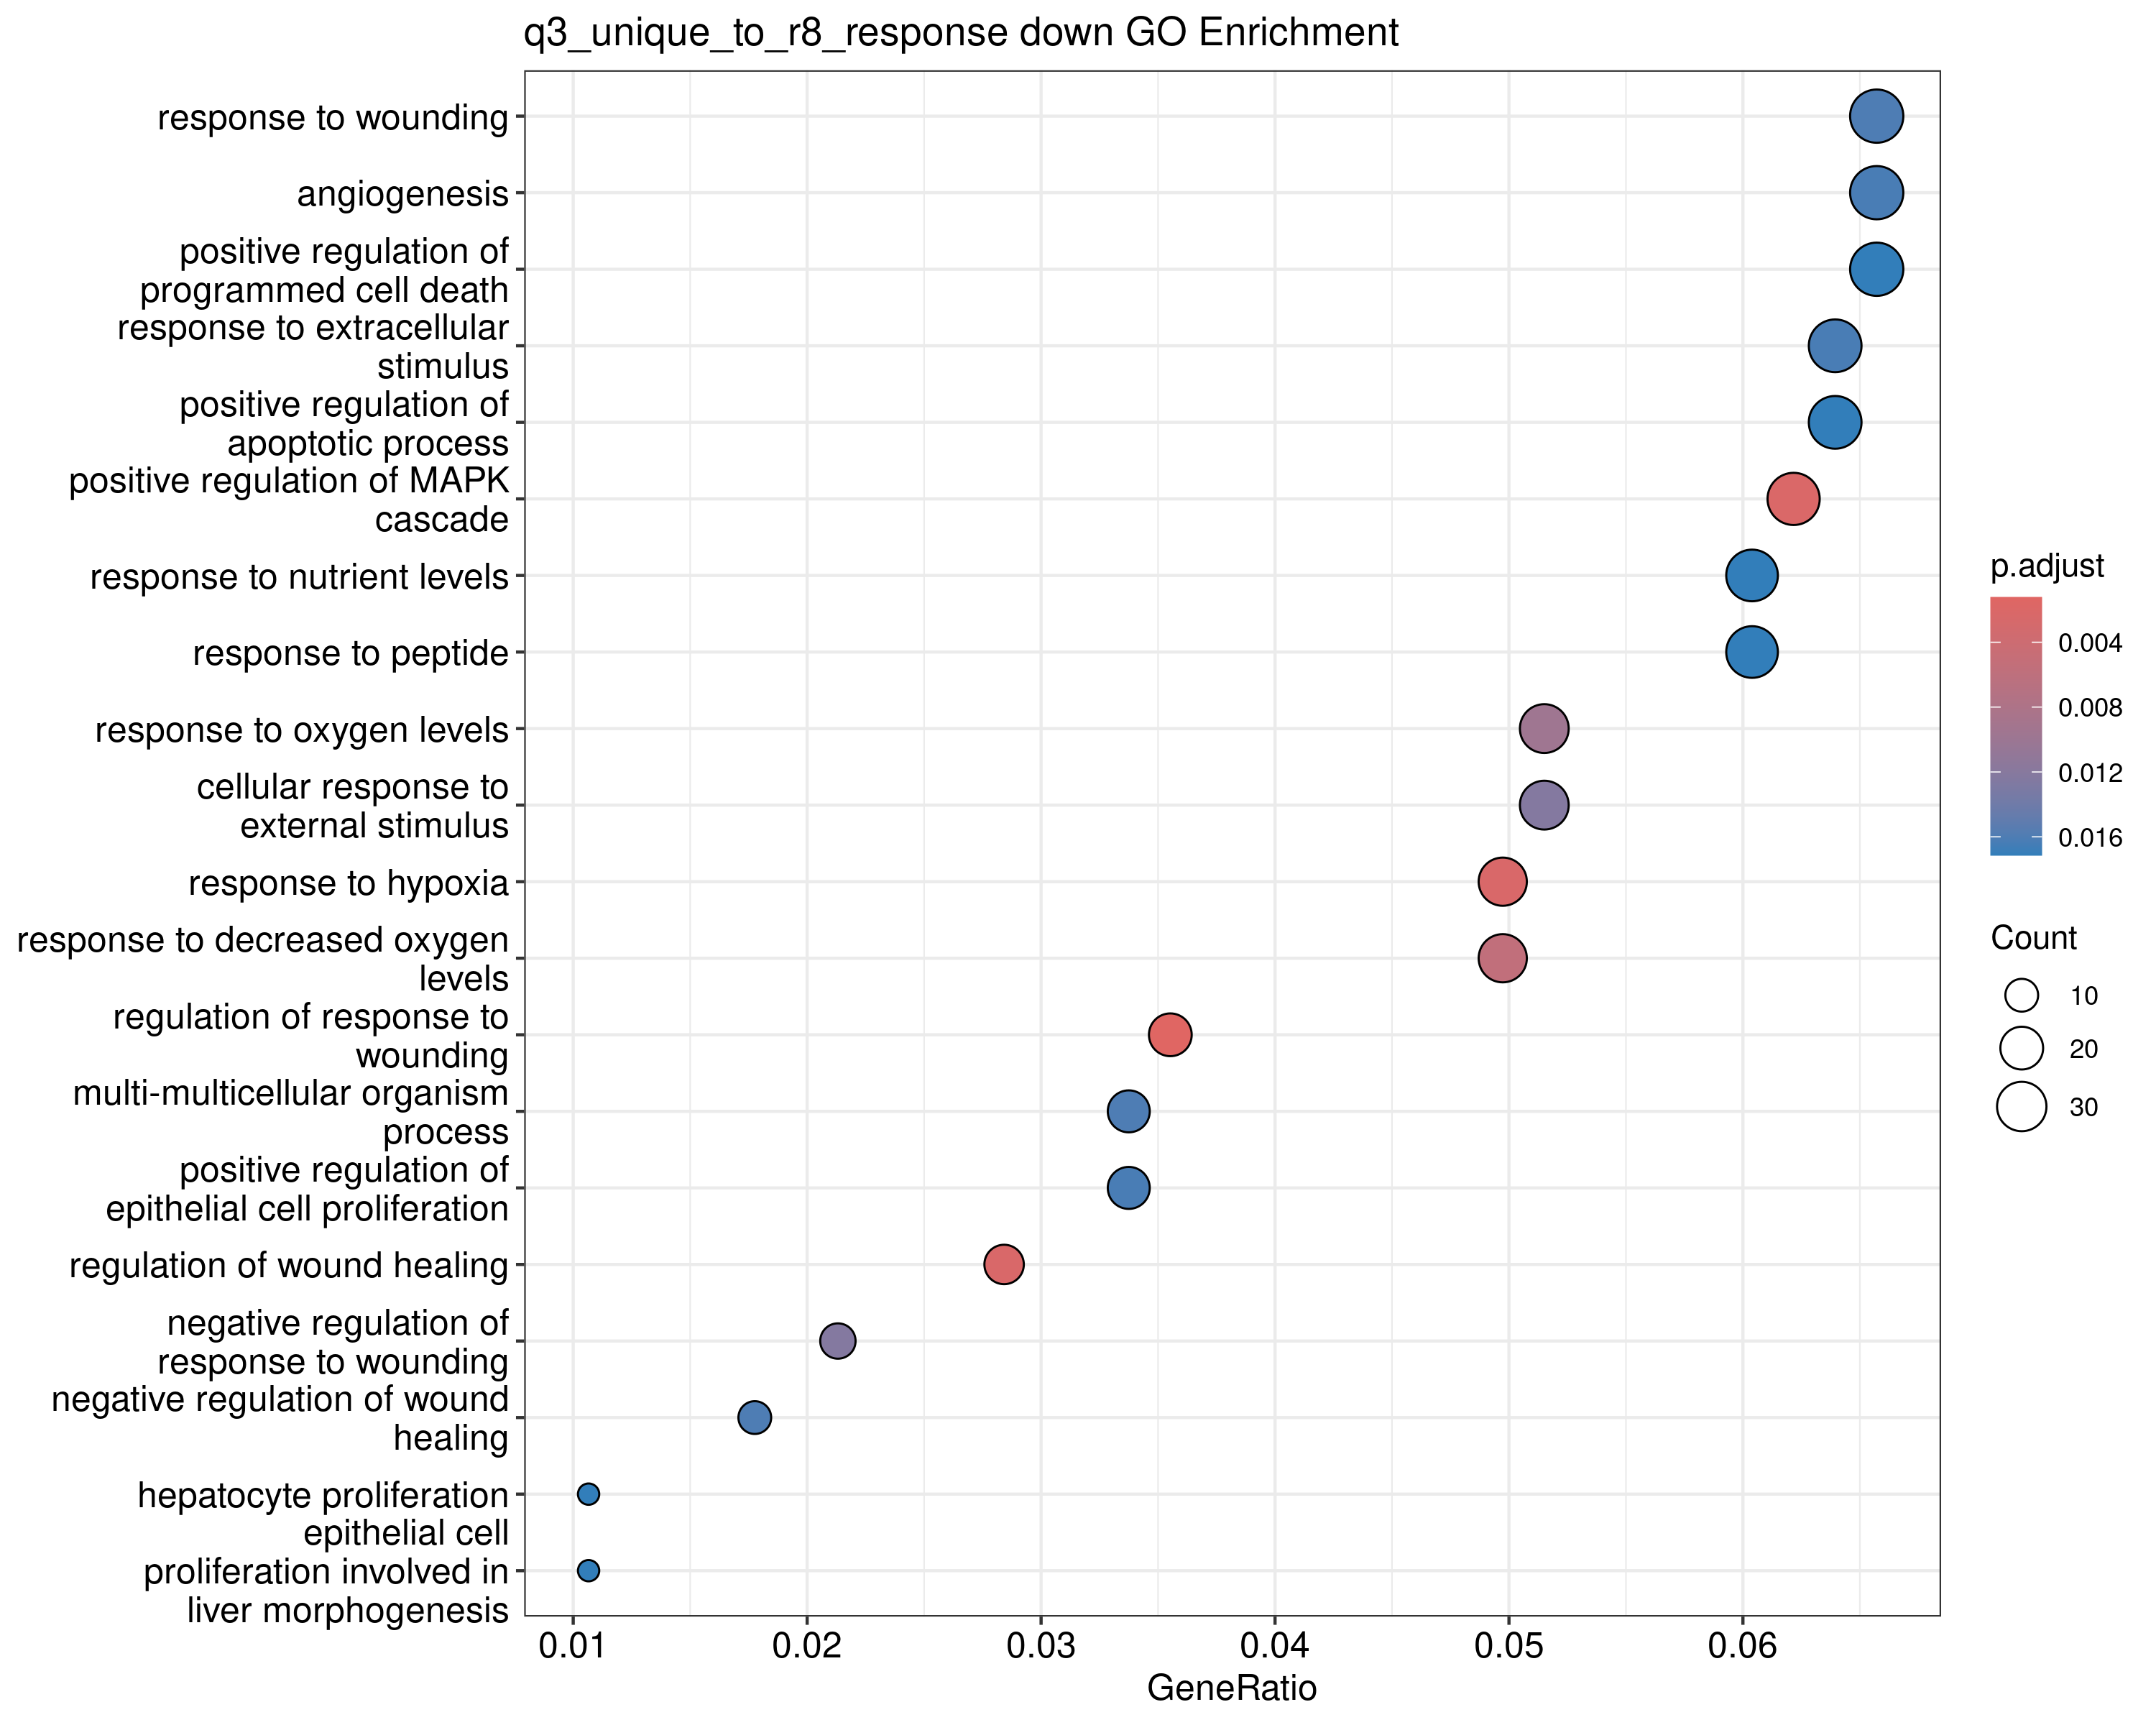 q3_unique_to_r8_response down GO Enrichment
response to wounding
angiogenesis
positive regulation of
programmed cell death
response to extracellular
stimulus
positive regulation of
apoptotic process
positive regulation of MAPK
cascade
response to nutrient levels
response to peptide
response to oxygen levels
cellular response to
external stimulus
response to hypoxia
response to decreased oxygen
levels
regulation of response to
wounding
multi-multicellular organism
process
positive regulation of
epithelial cell proliferation
regulation of wound healing
negative regulation of
response to wounding
negative regulation of wound
healing
hepatocyte proliferation
epithelial cell
proliferation involved in
liver morphogenesis
0.01 0.02 0.03 0.04 0.05 0.06
GeneRatio
p.adjust
0.004
0.008
0.012
0.016
Count
10
20
30